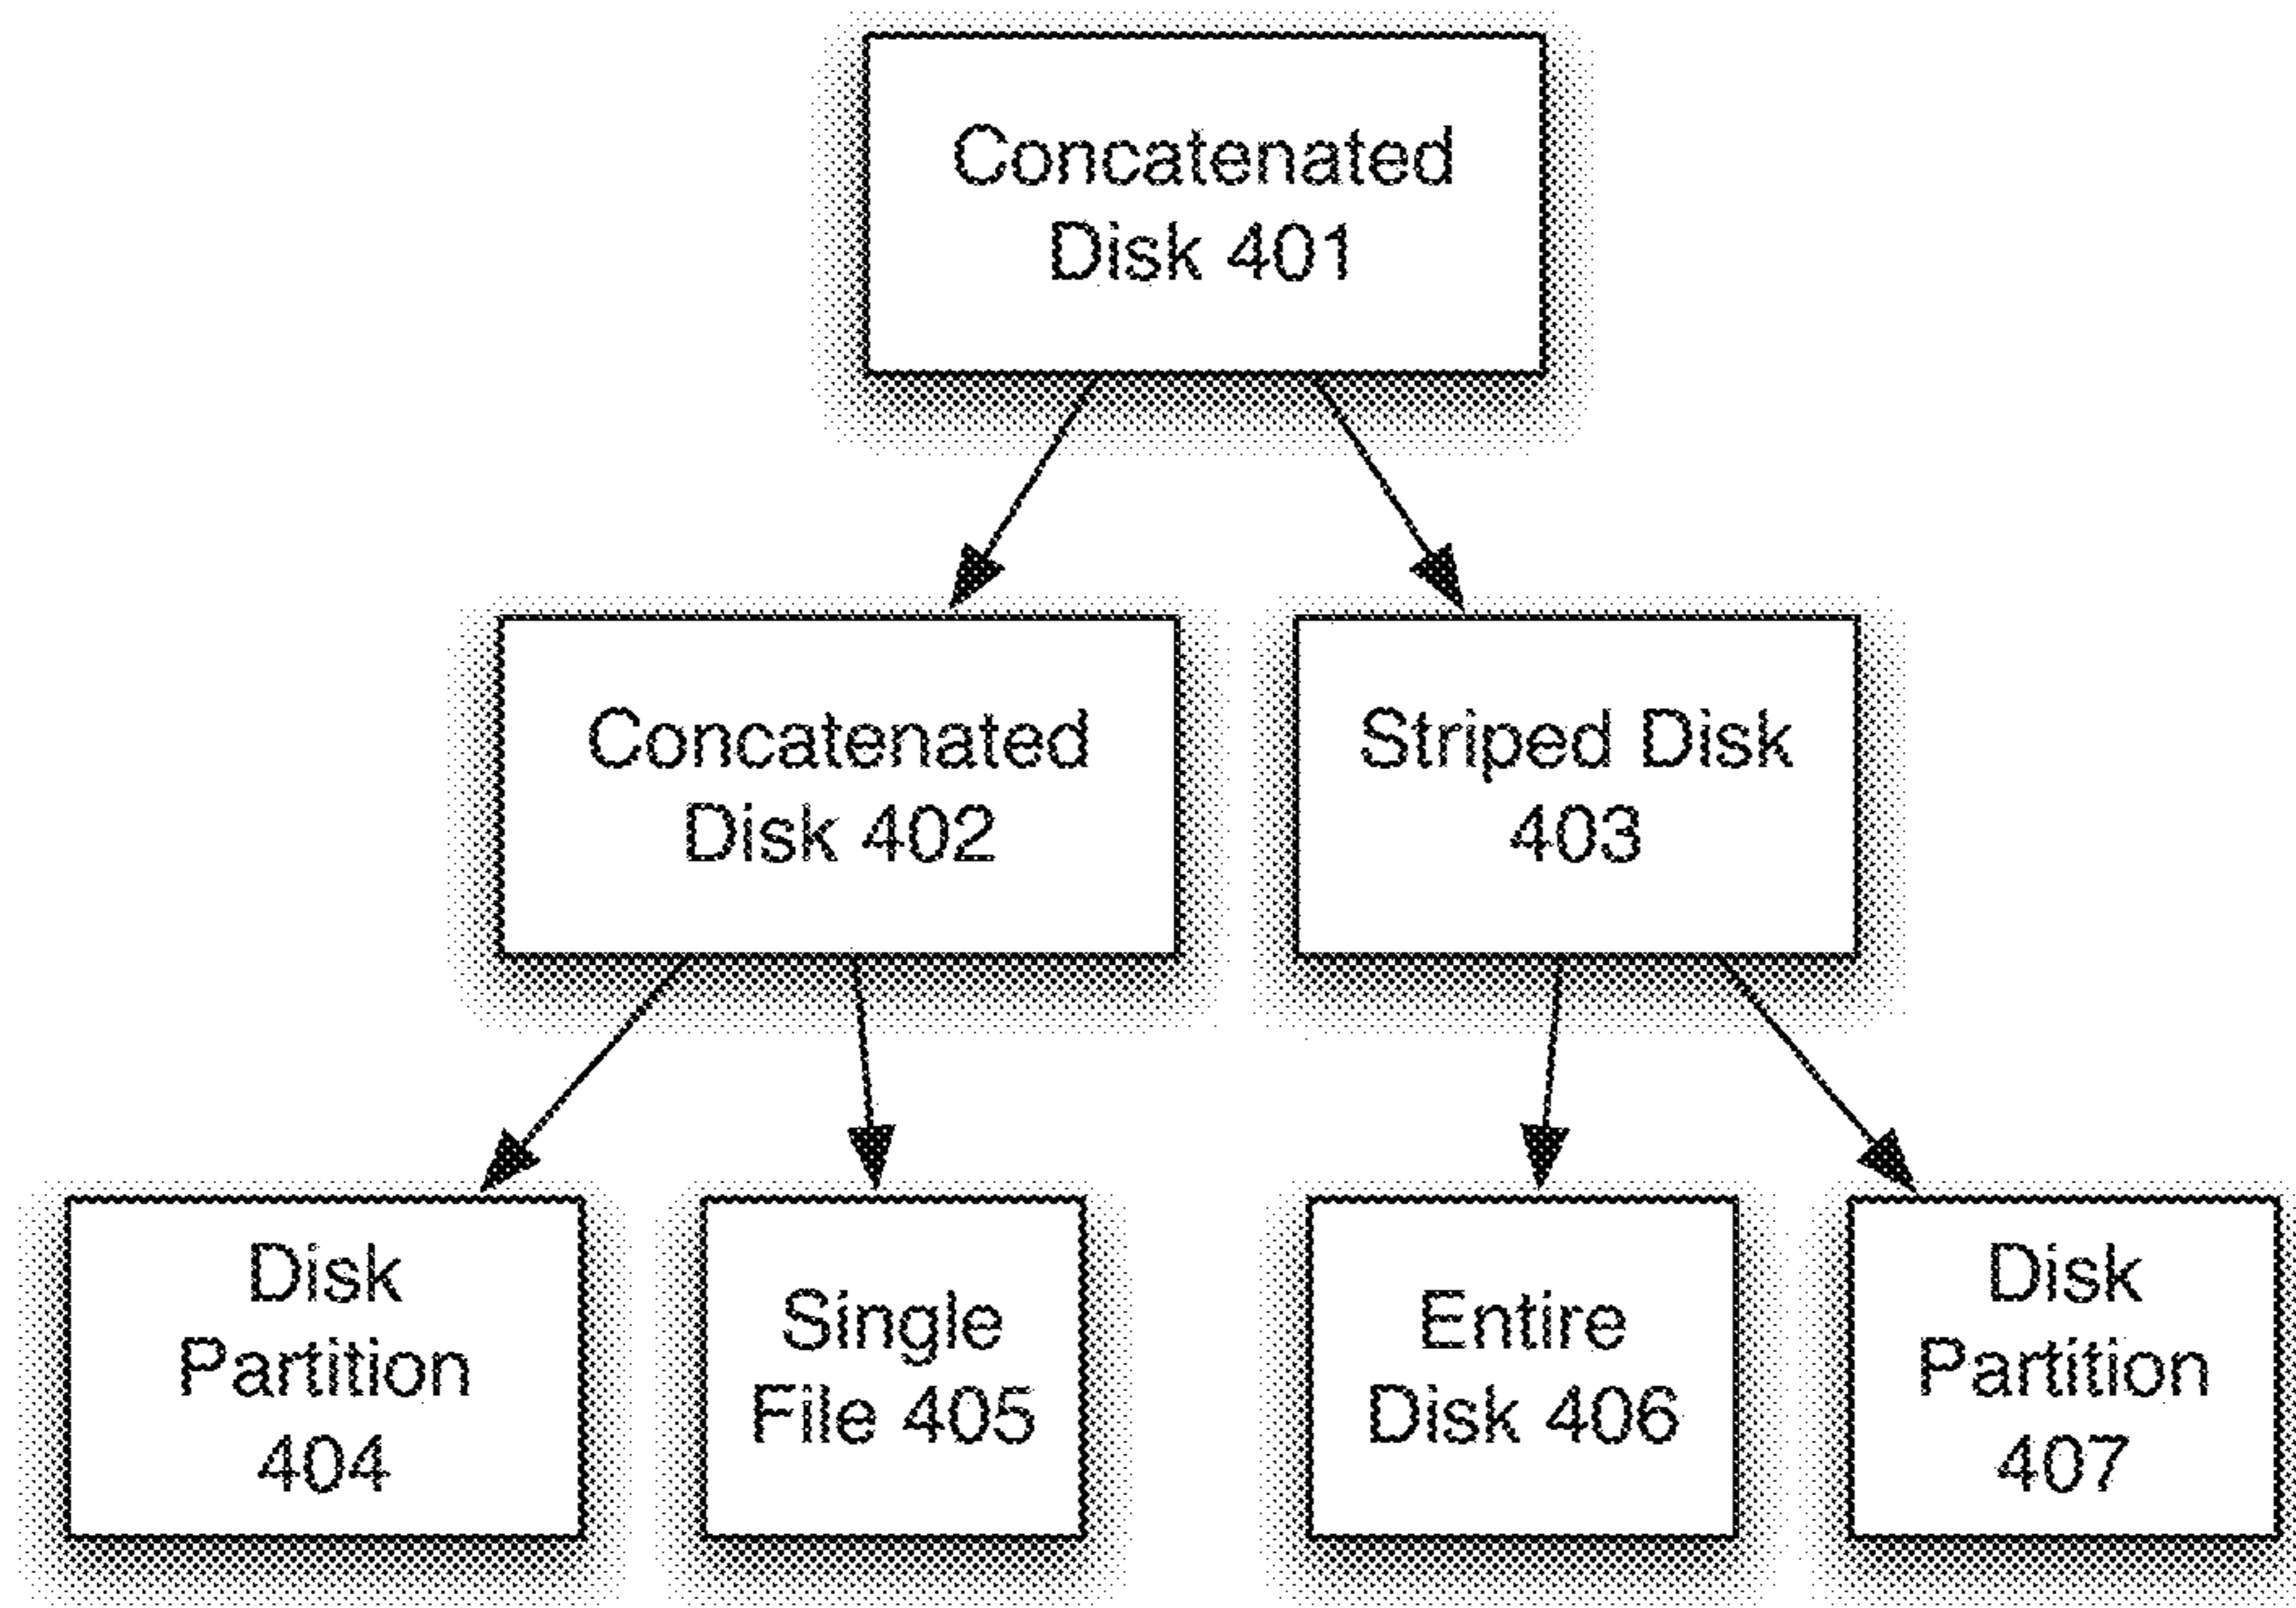 Concatenated
Disk 401
Concatenated
Disk 402
Striped Disk
403
Disk
Partition
404
Single
File 405
Entire
Disk 406
Disk
Partition
407